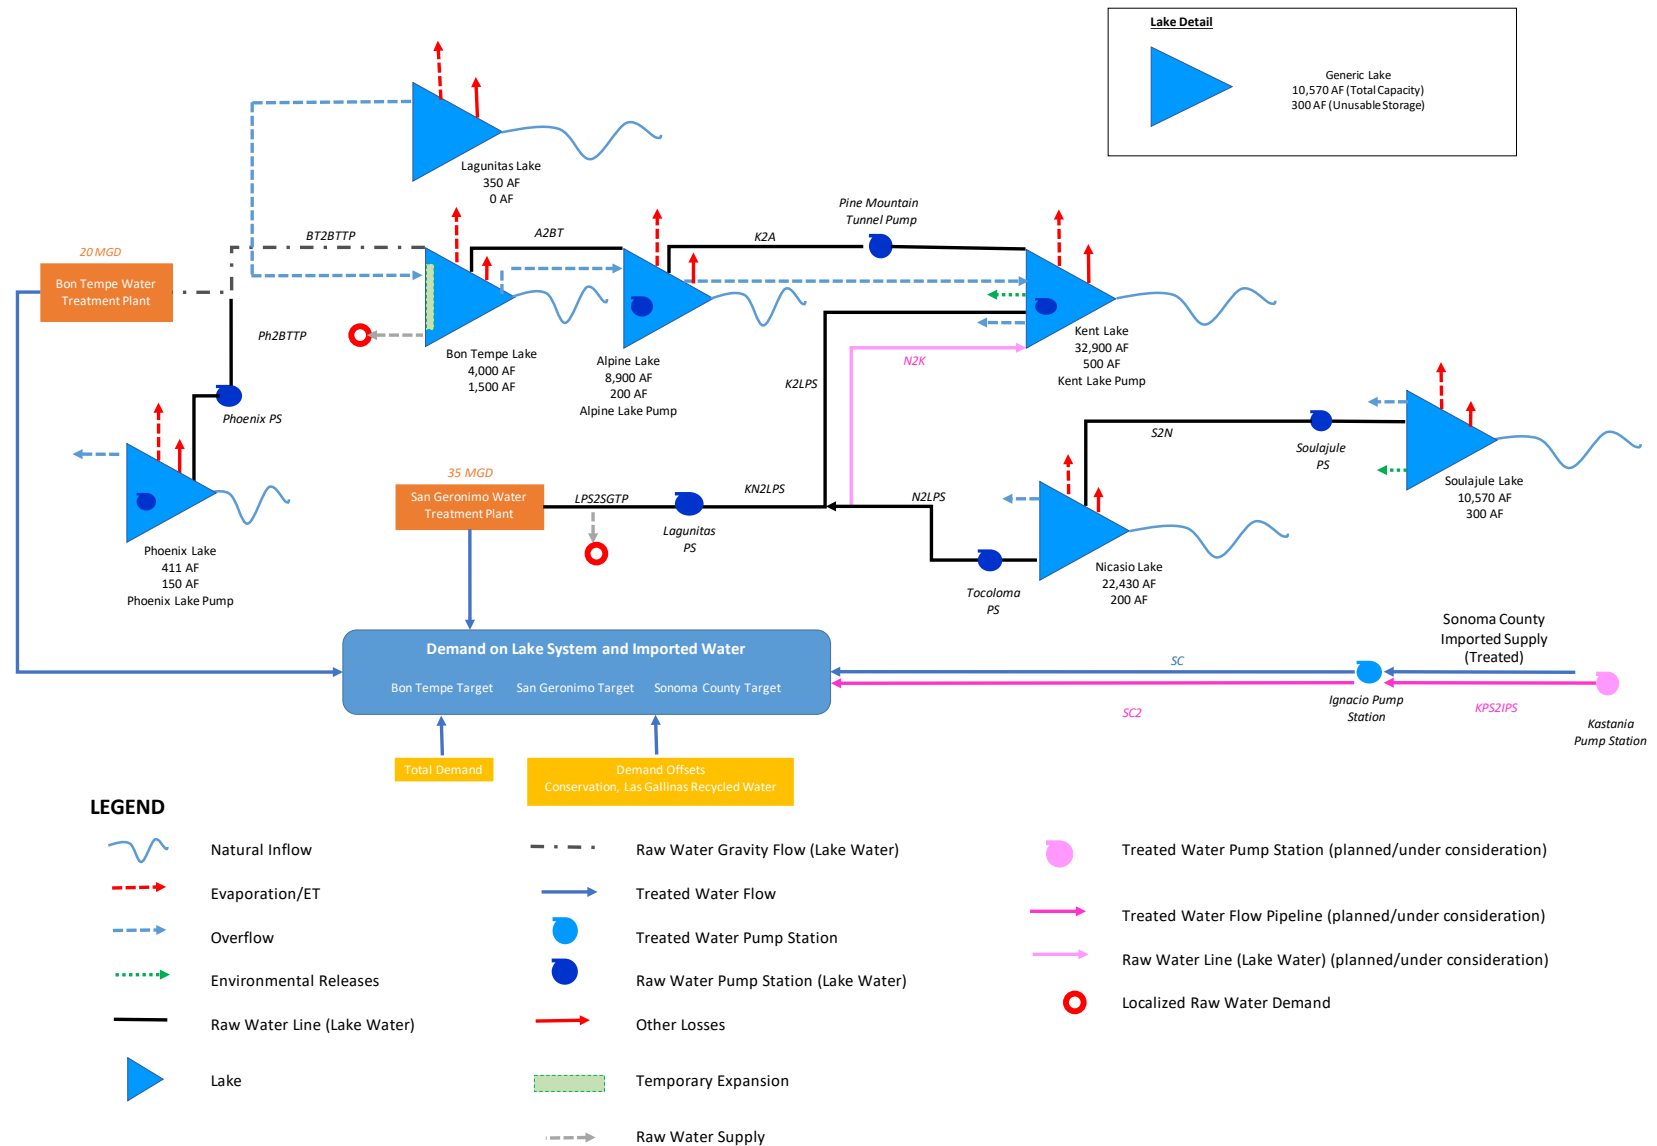 Lake Detail
Generic Lake
10,570 AF (Total Capacity)
300 AF (Unusable Storage)
Lagunitas Lake
350 AF
0 AF
Pine Mountain
Tunnel Pump
BT2BTTP
A2BT
K2A
20 MGD
Bon Tempe Water
Treatment Plant
Ph2BTTP
Bon Tempe Lake
4,000 AF
1,500 AF
Alpine Lake
8,900 AF
200 AF
Alpine Lake Pump
Kent Lake
32,900 AF
500 AF
Kent Lake Pump
N2K
K2LPS
Phoenix PS
S2N
Soulajule
PS
Soulajule Lake
10,570 AF
300 AF
35 MGD
San Geronimo Water
Treatment Plant
LPS2SGTP
KN2LPS
N2LPS
Lagunitas
PS
Phoenix Lake
411 AF
150 AF
Phoenix Lake Pump
Tocoloma
PS
Nicasio Lake
22,430 AF
200 AF
Sonoma County
Imported Supply
(Treated)
Demand on Lake System and Imported Water
Bon Tempe Target
San Geronimo Target
Sonoma County Target
SC
SC2
Ignacio Pump
Station
KPS2IPS
Kastania
Pump Station
Total Demand
Demand Offsets
Conservation, Las Gallinas Recycled Water
LEGEND
Natural Inflow
Evaporation/ET
Overflow
Environmental Releases
Raw Water Line (Lake Water)
Lake
Raw Water Gravity Flow (Lake Water)
Treated Water Flow
Treated Water Pump Station
Raw Water Pump Station (Lake Water)
Other Losses
Temporary Expansion
Raw Water Supply
Treated Water Pump Station (planned/under consideration)
Treated Water Flow Pipeline (planned/under consideration)
Raw Water Line (Lake Water) (planned/under consideration)
Localized Raw Water Demand